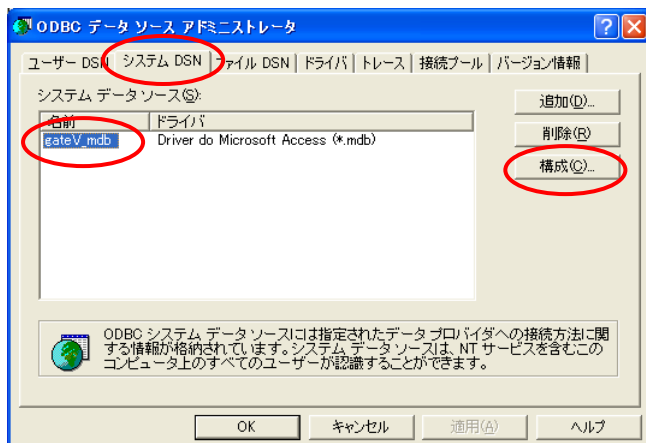 ODBC データ ソース アドミニストレータ
ユーザー DSN システム DSN ファイル DSN ドライバ トレース 接続プール バージョン情報
システム データ ソース(S):
追加(D)...
名前 ドライバ
gateV_mdb Driver do Microsoft Access (*.mdb)
削除(R)
構成(C)...
ODBC システム データ ソースには指定されたデータ プロバイダへの接続方法に関
する情報が格納されています。システム データ ソースは、NT サービスを含むこの
コンピュータ上のすべてのユーザーが認識することができます。
OK キャンセル 適用(A) ヘルプ